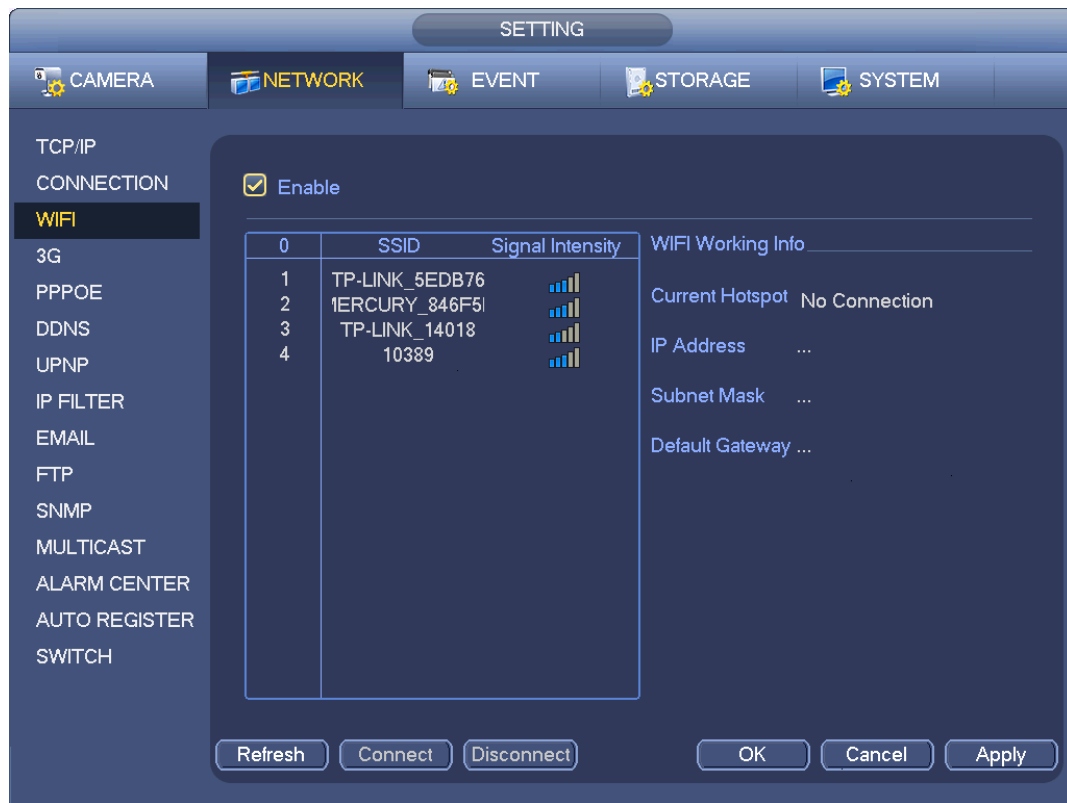 SETTING
CAMERA
NETWORK
EVENT
STORAGE
SYSTEM
TCP/IP
CONNECTION
WIFI
3G
PPPOE
DDNS
UPNP
IP FILTER
EMAIL
FTP
SNMP
MULTICAST
ALARM CENTER
AUTO REGISTER
SWITCH
Enable
0 SSID Signal Intensity
1 TP-LINK_5EDB76
2
3 TP-LINK_14018
4 10389
WIFI Working Info
Current Hotspot No Connection
IP Address ...
Subnet Mask ...
Default Gateway ...
Refresh Connect Disconnect OK Cancel Apply